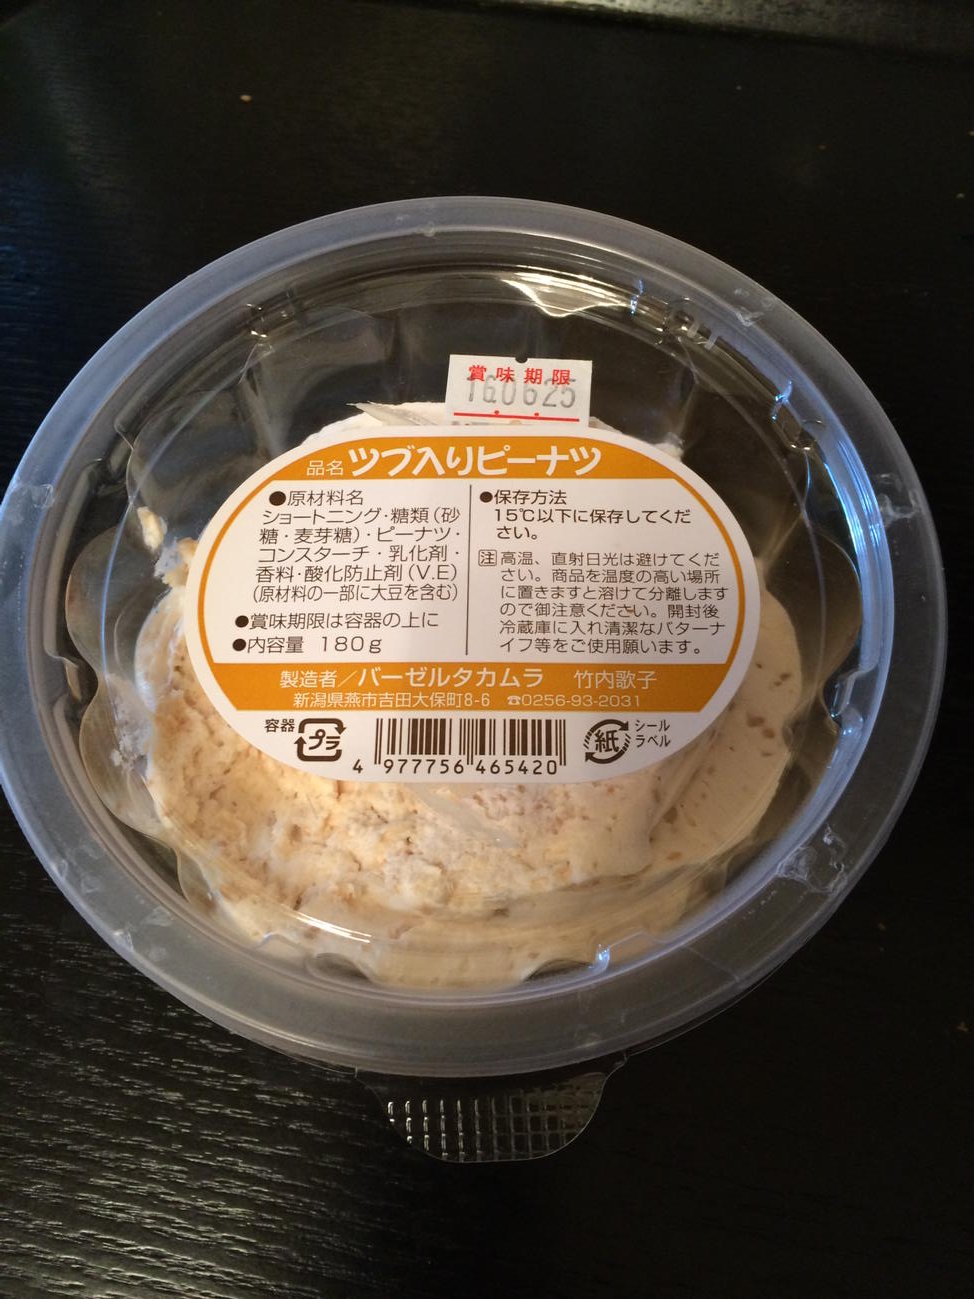 賞味期限
160625
品名 ツブ入りピーナツ
●原材料名
ショートニング・糖類(砂
糖・麦芽糖)・ピーナツ・
コンスターチ・乳化剤・
香料・酸化防止剤(V.E)
(原材料の一部に大豆を含む)
●賞味期限は容器の上に
●内容量 180g
●保存方法
15℃以下に保存してくだ
さい。
注 高温、直射日光は避けてくだ
さい。商品を温度の高い場所
に置きますと溶けて分離します
ので御注意ください。開封後
冷蔵庫に入れ清潔なバターナ
イフ等をご使用願います。
製造者/バーゼルタカムラ 竹内歌子
新潟県燕市吉田大保町8-6 ☎0256-93-2031
容器 プラ
4 977756 465420
紙 シール
ラベル